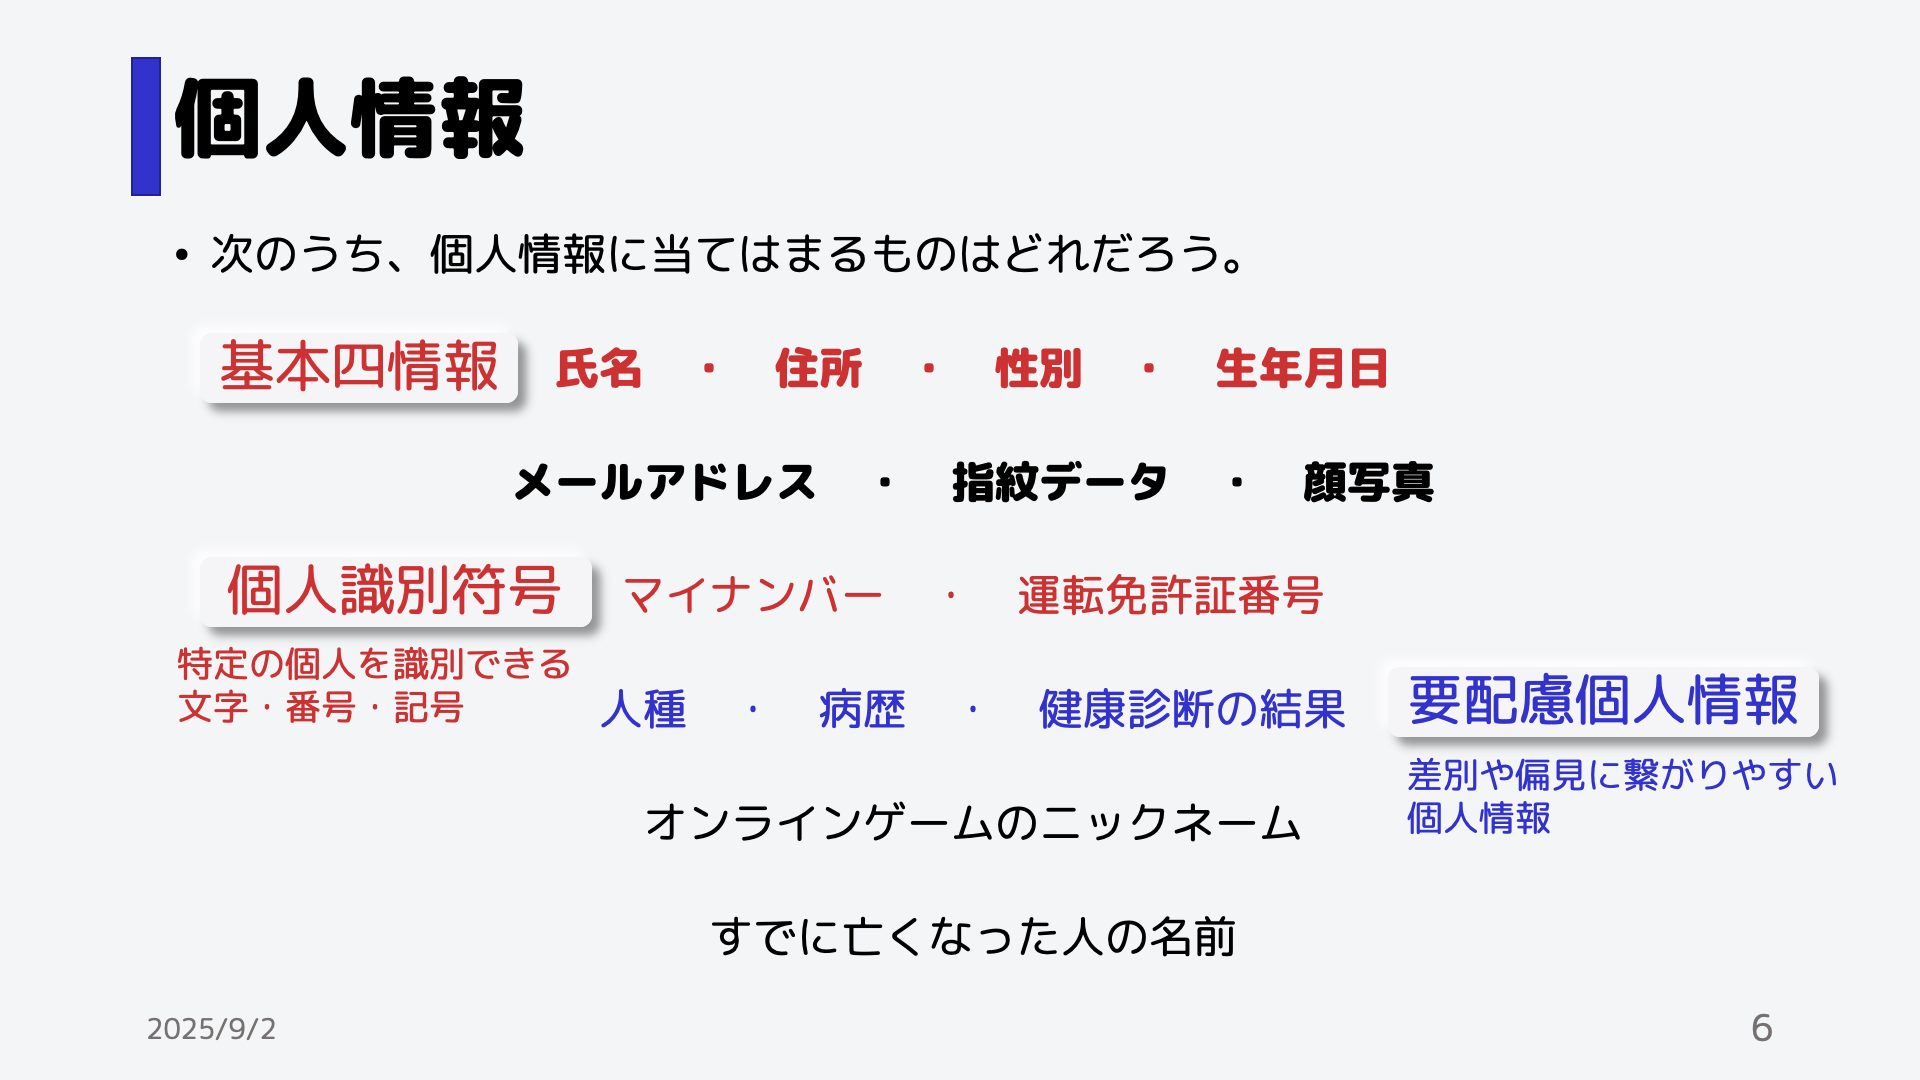 個人情報
• 次のうち、個人情報に当てはまるものはどれだろう。
基本四情報 氏名 ・ 住所 ・ 性別 ・ 生年月日
メールアドレス ・ 指紋データ ・ 顔写真
個人識別符号 マイナンバー ・ 運転免許証番号
特定の個人を識別できる
文字・番号・記号
人種 ・ 病歴 ・ 健康診断の結果 要配慮個人情報
差別や偏見に繋がりやすい
個人情報
オンラインゲームのニックネーム
すでに亡くなった人の名前
2025/9/2
6